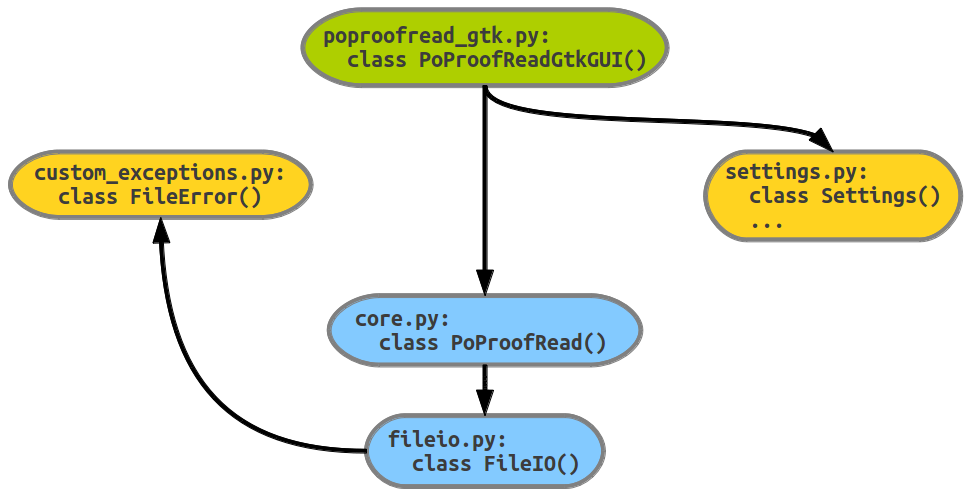 poproofread_gtk.py:
class PoProofReadGtkGUI()
custom_exceptions.py:
class FileError()
settings.py:
class Settings()
...
core.py:
class PoProofRead()
fileio.py:
class FileIO()